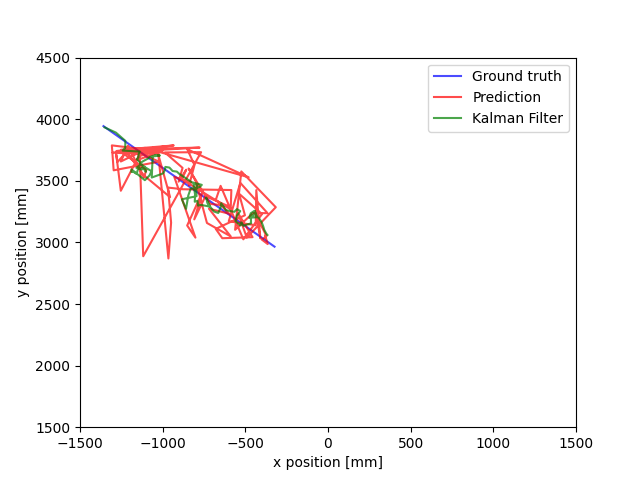 4500
4000
3500
3000
2500
2000
1500
−1500
−1000
−500
0
500
1000
1500
x position [mm]
y position [mm]
Ground truth
Prediction
Kalman Filter